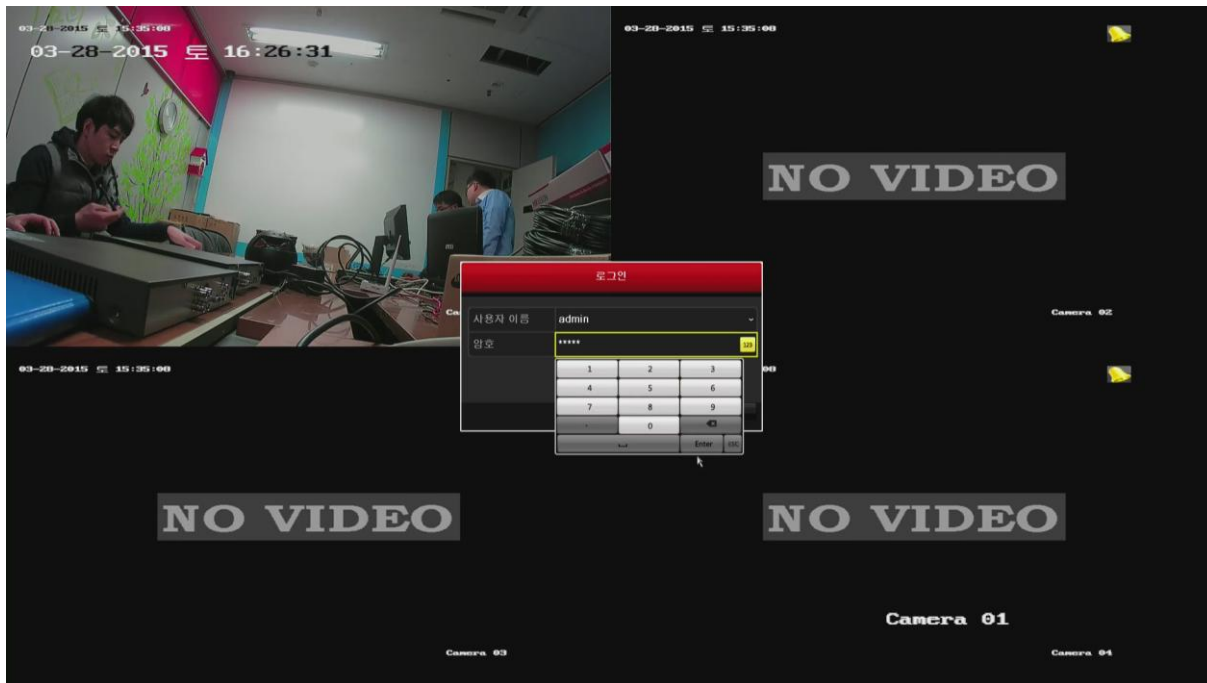 03-28-2015 토 15:35:08
03-28-2015 토 16:26:31
03-28-2015 토 15:35:08
NO VIDEO
Camera 02
로그인
사용자 이름 admin
암호 *****
123
1 2 3
4 5 6
7 8 9
. 0
Enter ESC
03-28-2015 토 15:35:08
08
NO VIDEO
NO VIDEO
Camera 01
Camera 03
Camera 04